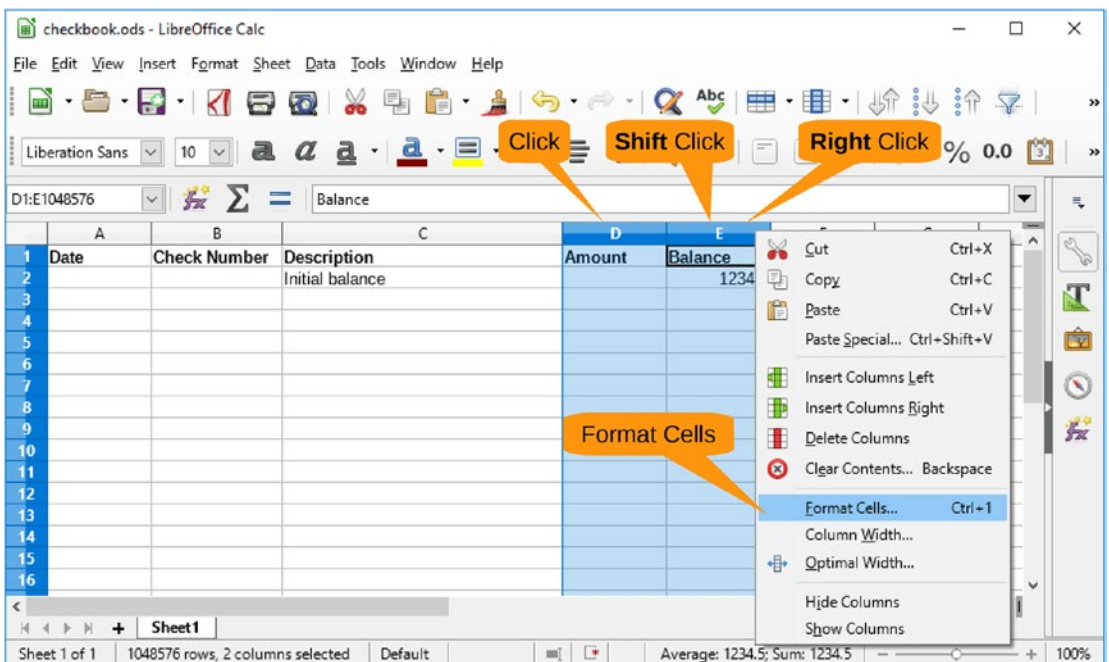 checkbook.ods - LibreOffice Calc
File Edit View Insert Format Sheet Data Tools Window Help
Abc
»
Liberation Sans 10 a a a a Click Shift Click Right Click % 0.0 »
D1:E1048576 fx Σ = Balance
A B C D E
1 Date Check Number Description Amount Balance
2 Initial balance 1234
3
4
5
6
7
8
9
10
11
12
13
14
15
16
Cut Ctrl+X
Copy Ctrl+C
Paste Ctrl+V
Paste Special... Ctrl+Shift+V
Insert Columns Left
Insert Columns Right
Delete Columns
Clear Contents... Backspace
Format Cells
Format Cells... Ctrl+1
Column Width...
Optimal Width...
Hide Columns
Show Columns
Sheet1
Sheet 1 of 1 1048576 rows, 2 columns selected Default Average: 1234.5; Sum: 1234.5 100%